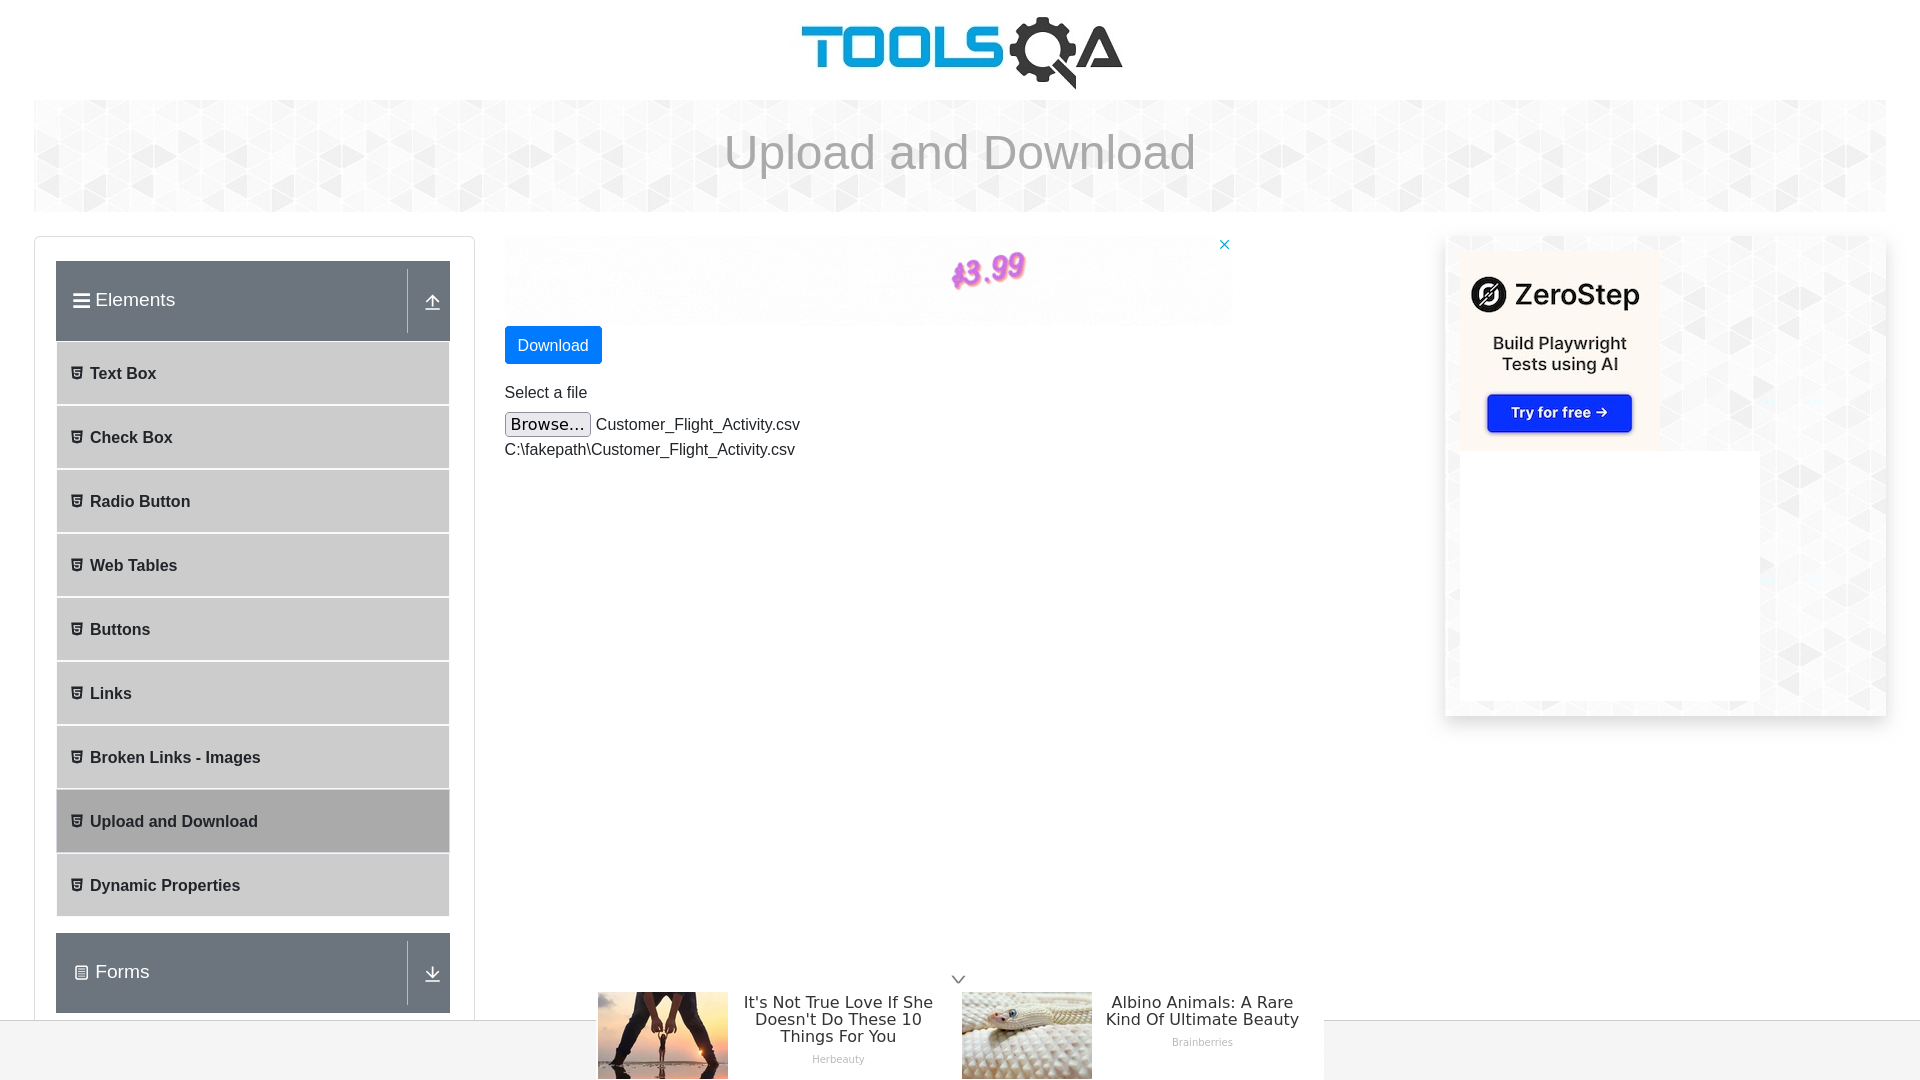 TOOLSQA
Upload and Download
Elements
Text Box
Check Box
Radio Button
Web Tables
Buttons
Links
Broken Links - Images
Upload and Download
Dynamic Properties
Forms
$3.99
Download
Select a file
Browse... Customer_Flight_Activity.csv
C:\fakepath\Customer_Flight_Activity.csv
ZeroStep
Build Playwright
Tests using AI
Try for free →
It's Not True Love If She
Doesn't Do These 10
Things For You
Herbeauty
Albino Animals: A Rare
Kind Of Ultimate Beauty
Brainberries